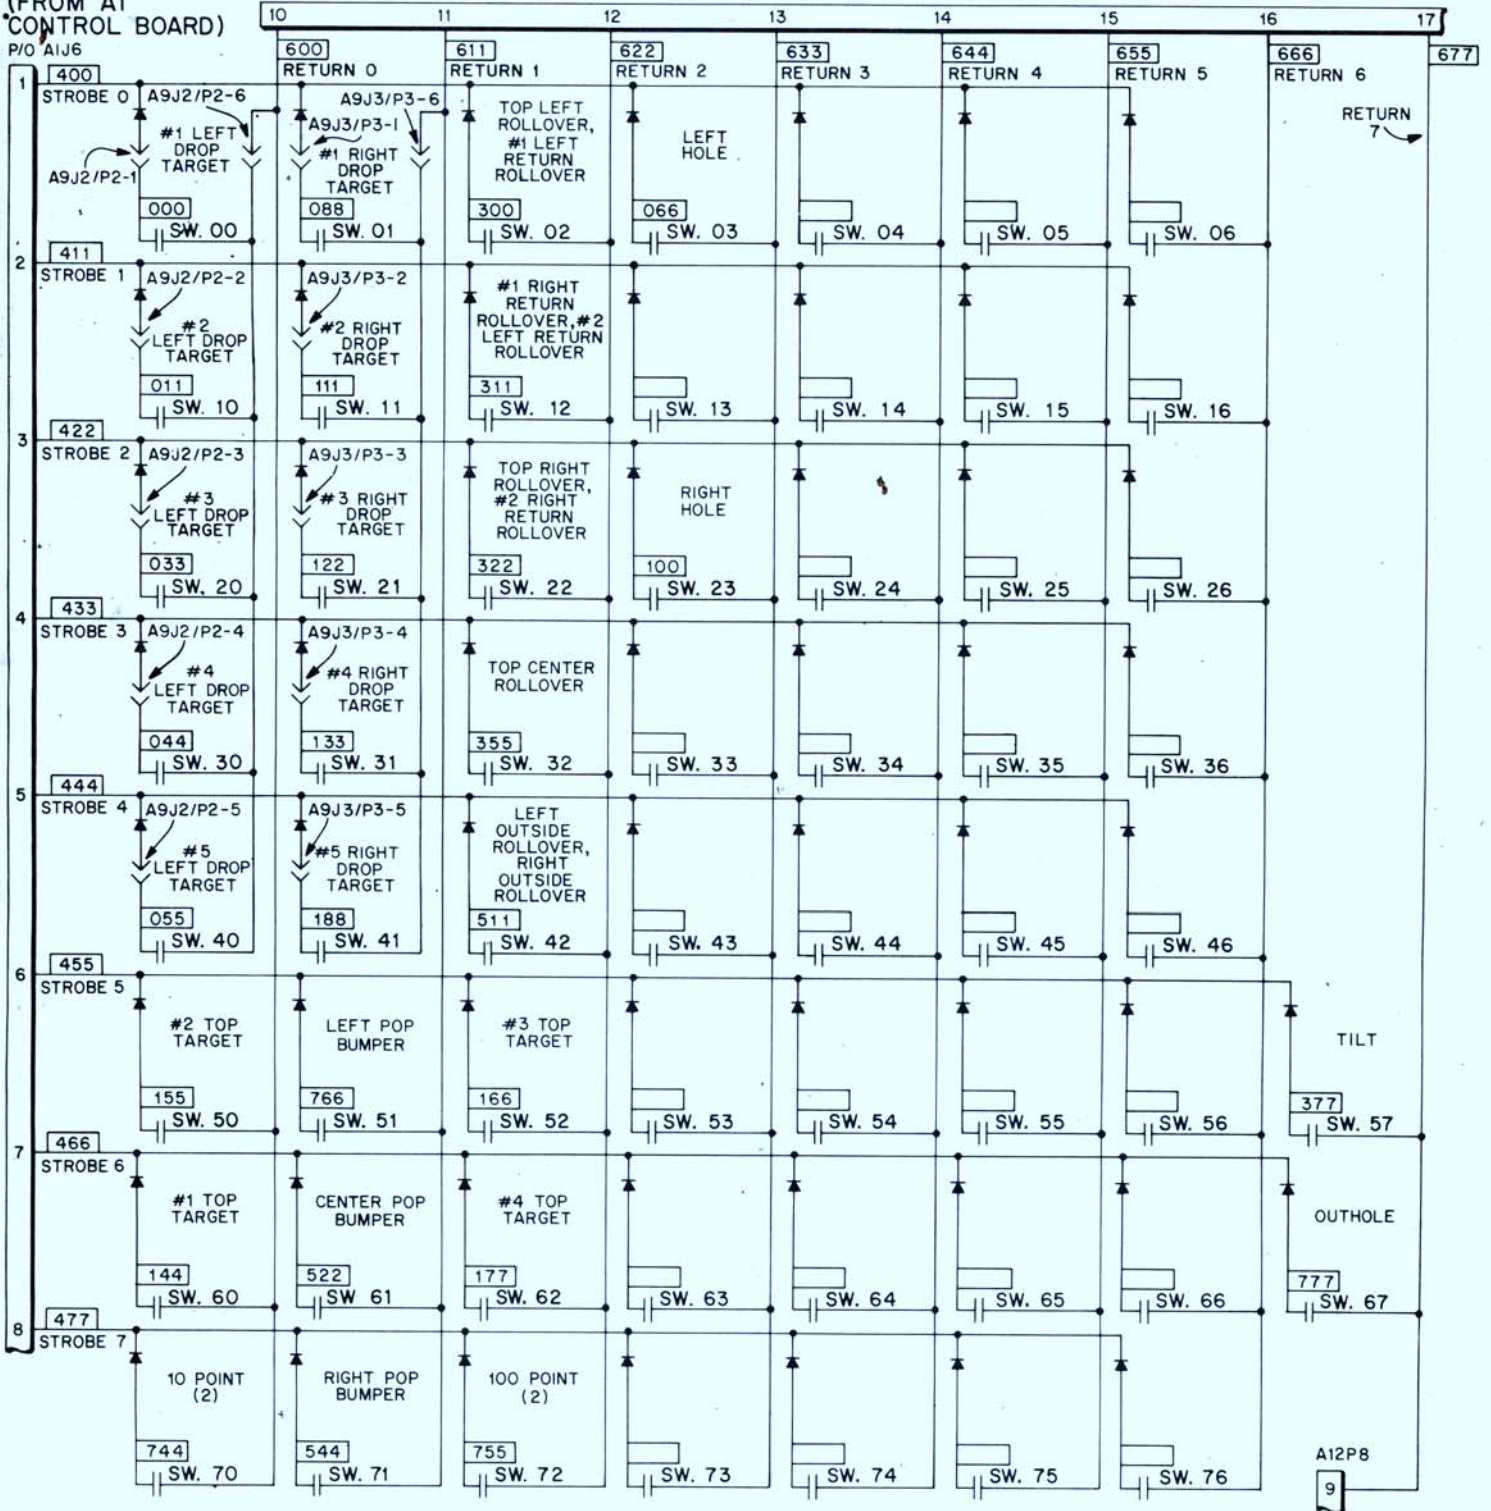 (FROM A1
CONTROL BOARD)
P/O A1J6
10 11 12 13 14 15 16 17
600 611 622 633 644 655 666 677
RETURN 0 RETURN 1 RETURN 2 RETURN 3 RETURN 4 RETURN 5 RETURN 6
RETURN
7
1
400
STROBE 0
A9J2/P2-6
A9J2/P2-1
#1 LEFT
DROP
TARGET
000
SW. 00
A9J3/P3-6
A9J3/P3-1
#1 RIGHT
DROP
TARGET
088
SW. 01
TOP LEFT
ROLLOVER,
#1 LEFT
RETURN
ROLLOVER
300
SW. 02
LEFT
HOLE
066
SW. 03
SW. 04
SW. 05
SW. 06
2
411
STROBE 1
A9J2/P2-2
#2
LEFT DROP
TARGET
011
SW. 10
A9J3/P3-2
#2 RIGHT
DROP
TARGET
111
SW. 11
#1 RIGHT
RETURN
ROLLOVER,#2
LEFT RETURN
ROLLOVER
311
SW. 12
SW. 13
SW. 14
SW. 15
SW. 16
3
422
STROBE 2
A9J2/P2-3
#3
LEFT DROP
TARGET
033
SW. 20
A9J3/P3-3
#3 RIGHT
DROP
TARGET
122
SW. 21
TOP RIGHT
ROLLOVER,
#2 RIGHT
RETURN
ROLLOVER
322
SW. 22
RIGHT
HOLE
100
SW. 23
SW. 24
SW. 25
SW. 26
4
433
STROBE 3
A9J2/P2-4
#4
LEFT DROP
TARGET
044
SW. 30
A9J3/P3-4
#4 RIGHT
DROP
TARGET
133
SW. 31
TOP CENTER
ROLLOVER
355
SW. 32
SW. 33
SW. 34
SW. 35
SW. 36
5
444
STROBE 4
A9J2/P2-5
#5
LEFT DROP
TARGET
055
SW. 40
A9J3/P3-5
#5 RIGHT
DROP
TARGET
188
SW. 41
LEFT
OUTSIDE
ROLLOVER,
RIGHT
OUTSIDE
ROLLOVER
511
SW. 42
SW. 43
SW. 44
SW. 45
SW. 46
6
455
STROBE 5
#2 TOP
TARGET
155
SW. 50
LEFT POP
BUMPER
766
SW. 51
#3 TOP
TARGET
166
SW. 52
SW. 53
SW. 54
SW. 55
SW. 56
TILT
377
SW. 57
7
466
STROBE 6
#1 TOP
TARGET
144
SW. 60
CENTER POP
BUMPER
522
SW 61
#4 TOP
TARGET
177
SW. 62
SW. 63
SW. 64
SW. 65
SW. 66
OUTHOLE
777
SW. 67
8
477
STROBE 7
10 POINT
(2)
744
SW. 70
RIGHT POP
BUMPER
544
SW. 71
100 POINT
(2)
755
SW. 72
SW. 73
SW. 74
SW. 75
SW. 76
A12P8
9